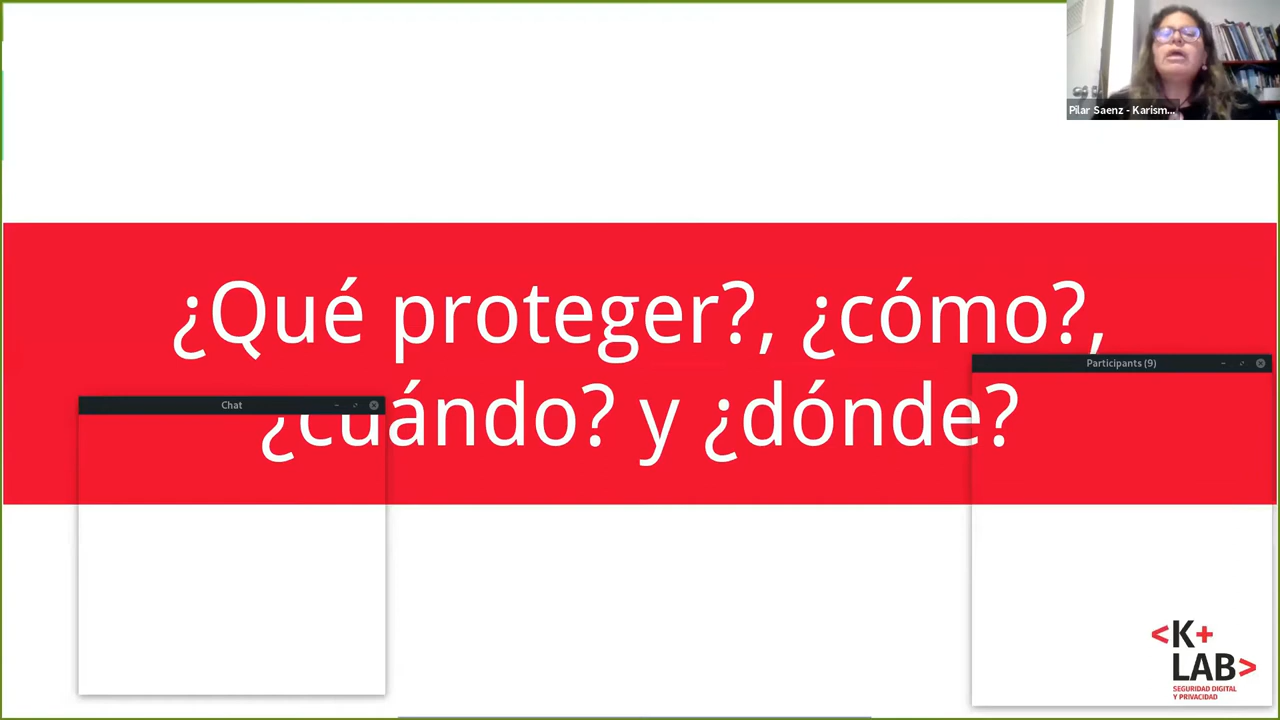 Pilar Saenz - Karism...
¿Qué proteger?, ¿cómo?,
¿cuándo? y ¿dónde?
Participants (9)
Chat
<K+
LAB>
SEGURIDAD DIGITAL
Y PRIVACIDAD